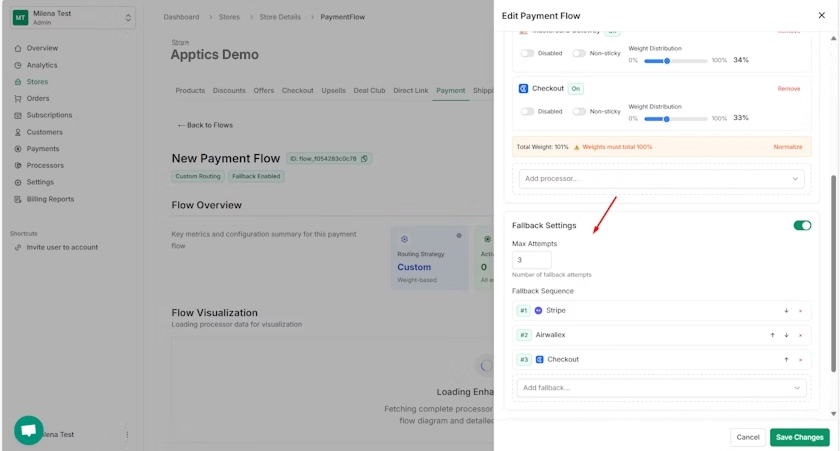 MT
Milena Test
Admin
Overview
Analytics
Stores
Orders
Subscriptions
Customers
Payments
Processors
Settings
Billing Reports
Shortcuts
Invite user to account
Milena Test
Dashboard > Stores > Store Details > PaymentFlow
Store
Apptics Demo
Products Discounts Offers Checkout Upsells Deal Club Direct Link Payment Shippi
← Back to Flows
New Payment Flow ID: flow_f054283c0c78
Custom Routing Fallback Enabled
Flow Overview
Key metrics and configuration summary for this payment
flow
Routing Strategy
Custom
Weight-based
Activ
0
All e
Flow Visualization
Loading processor data for visualization
Loading Enha
Fetching complete processor
flow diagram and detailed
Edit Payment Flow
Mastercard Gateway On Remove
Disabled Non-sticky Weight Distribution
0% 100% 34%
Checkout On Remove
Disabled Non-sticky Weight Distribution
0% 100% 33%
Total Weight: 101% Weights must total 100% Normalize
Add processor...
Fallback Settings
Max Attempts
3
Number of fallback attempts
Fallback Sequence
#1 Stripe
#2 Airwallex
#3 Checkout
Add fallback...
Cancel Save Changes